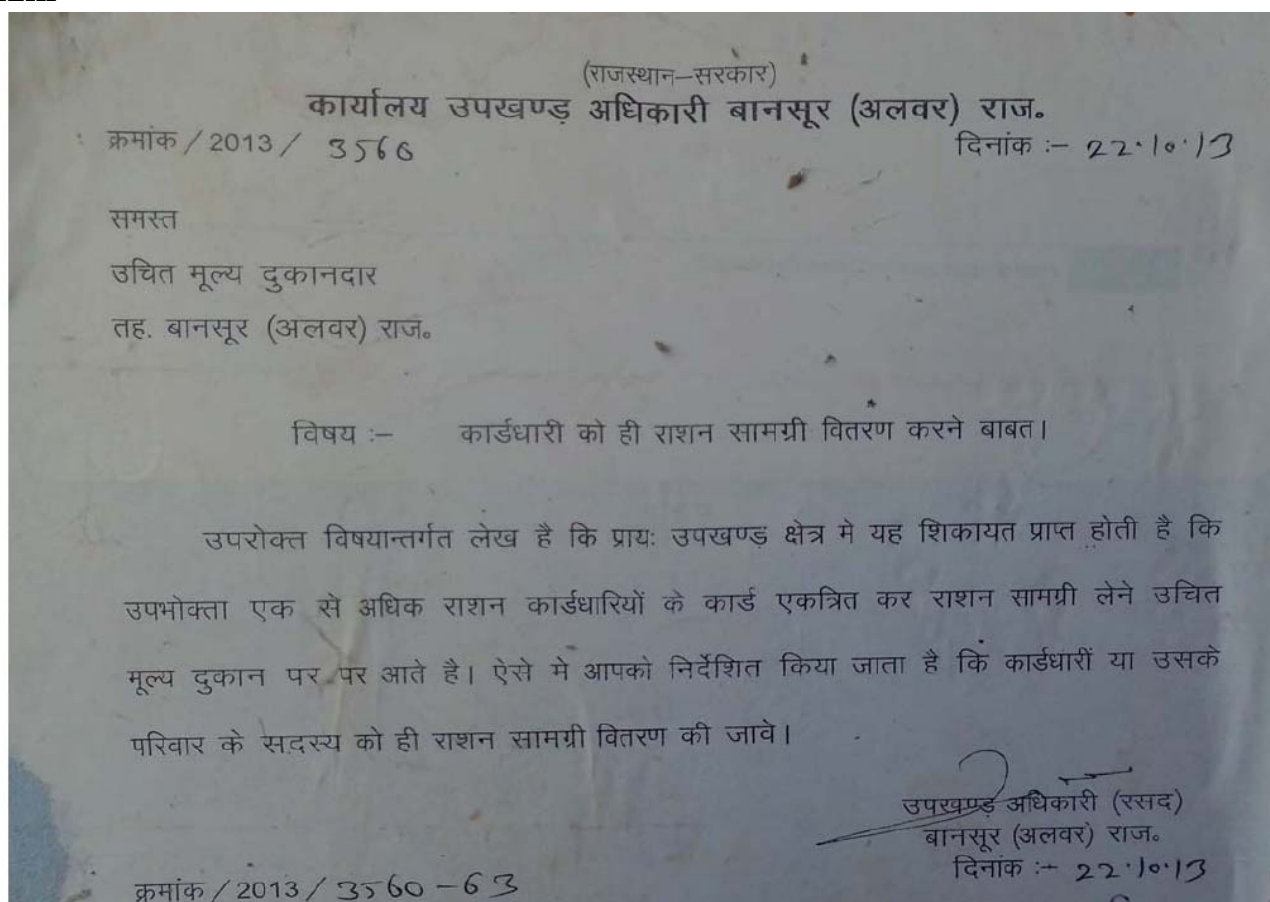 (राजस्थान–सरकार)
कार्यालय उपखण्ड़ अधिकारी बानसूर (अलवर) राज॰
क्रमांक / 2013 / 3566 दिनांक :– 22.10.13
समस्त
उचित मूल्य दुकानदार
तह. बानसूर (अलवर) राज॰
विषय :– कार्डधारी को ही राशन सामग्री वितरण करने बाबत।
उपरोक्त विषयान्तर्गत लेख है कि प्रायः उपखण्ड़ क्षेत्र मे यह शिकायत प्राप्त होती है कि
उपभोक्ता एक से अधिक राशन कार्डधारियों के कार्ड एकत्रित कर राशन सामग्री लेने उचित
मूल्य दुकान पर पर आते है। ऐसे मे आपको निर्देशित किया जाता है कि कार्डधारी या उसके
परिवार के सदस्य को ही राशन सामग्री वितरण की जावे।
उपखण्ड़ अधिकारी (रसद)
बानसूर (अलवर) राज॰
क्रमांक / 2013 / 3560 – 63 दिनांक :– 22.10.13